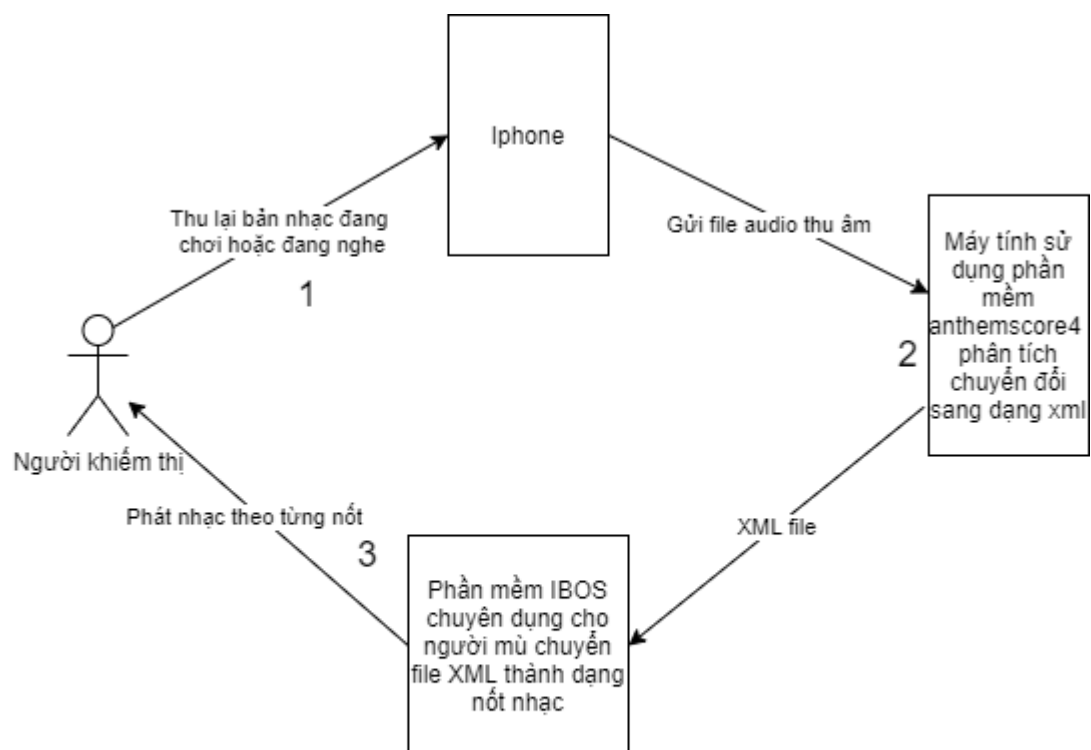 Iphone
Thu lại bản nhạc đang
chơi hoặc đang nghe
1
Gửi file audio thu âm
Máy tính sử
dụng phần
mềm
anthemscore4
phân tích
chuyển đổi
sang dạng xml
2
Người khiếm thị
Phát nhạc theo từng nốt
3
XML file
Phần mềm IBOS
chuyên dụng cho
người mù chuyển
file XML thành dạng
nốt nhạc